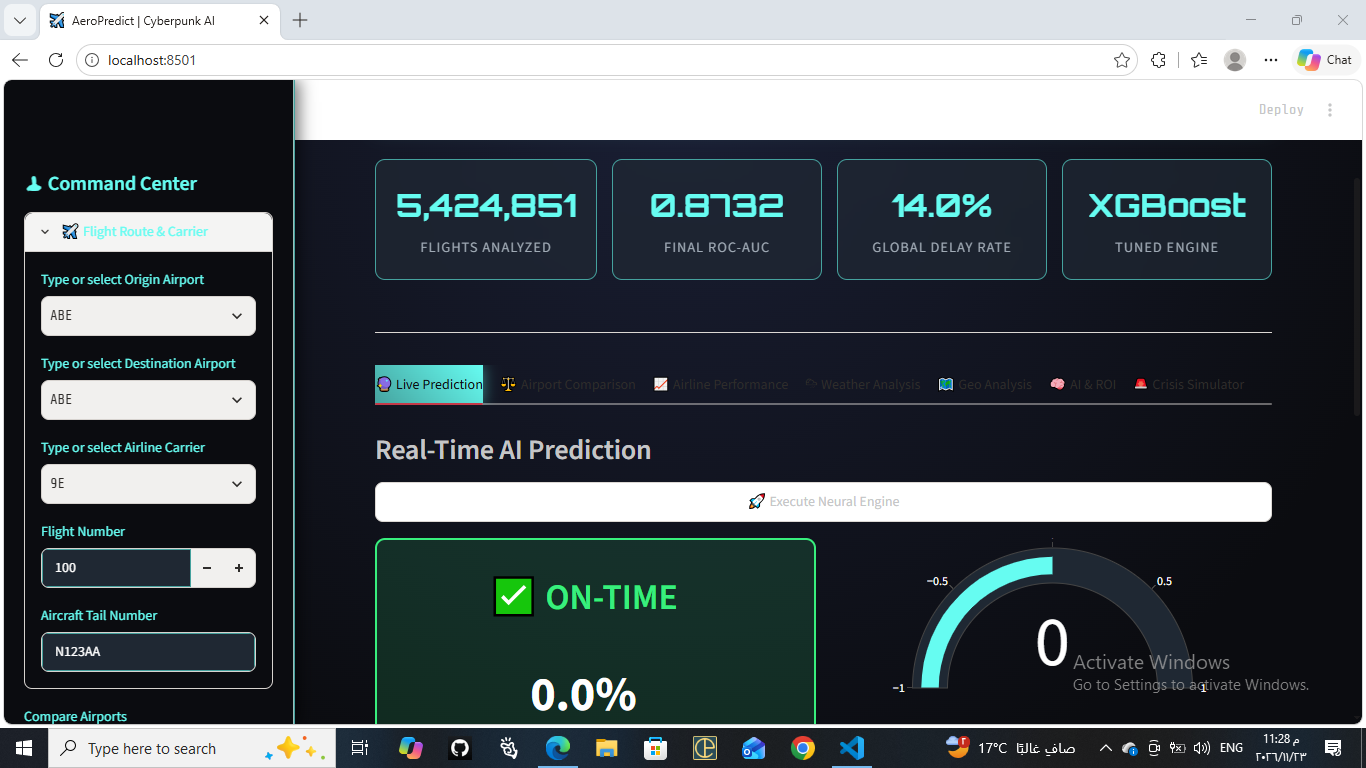 AeroPredict | Cyberpunk AI
localhost:8501
Chat
Deploy
Command Center
Flight Route & Carrier
Type or select Origin Airport
ABE
Type or select Destination Airport
ABE
Type or select Airline Carrier
9E
Flight Number
100
Aircraft Tail Number
N123AA
Compare Airports
5,424,851
FLIGHTS ANALYZED
0.8732
FINAL ROC-AUC
14.0%
GLOBAL DELAY RATE
XGBoost
TUNED ENGINE
Live Prediction
Airport Comparison
Airline Performance
Weather Analysis
Geo Analysis
AI & ROI
Crisis Simulator
Real-Time AI Prediction
Execute Neural Engine
ON-TIME
0.0%
−1
−0.5
0.5
1
0
Activate Windows
Go to Settings to activate Windows.
Type here to search
17°C صافٍ غالبًا
ENG
11:28 م
٢٠٢٦/١١/٢٣